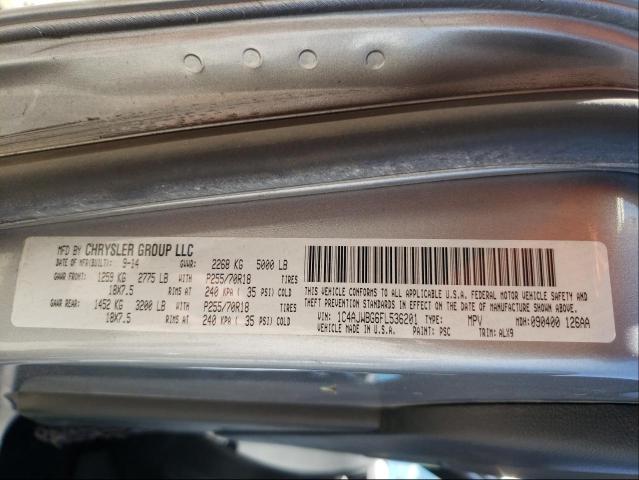 MFD BY CHRYSLER GROUP LLC
DATE OF MFR(BUILT): 9-14 GVWR: 2268 KG 5000 LB
GAWR FRONT: 1259 KG 2775 LB WITH P255/70R18 TIRES
18X7.5 RIMS AT 240 KPA ( 35 PSI) COLD
GAWR REAR: 1452 KG 3200 LB WITH P255/70R18 TIRES
18X7.5 RIMS AT 240 KPA ( 35 PSI) COLD
THIS VEHICLE CONFORMS TO ALL APPLICABLE U.S.A. FEDERAL MOTOR VEHICLE SAFETY AND
THEFT PREVENTION STANDARDS IN EFFECT ON THE DATE OF MANUFACTURE SHOWN ABOVE.
VIN: 1C4AJWBG6FL536201 TYPE: MPV MDH: 090400 126AA
VEHICLE MADE IN U.S.A. PAINT: PSC TRIM: ALX9